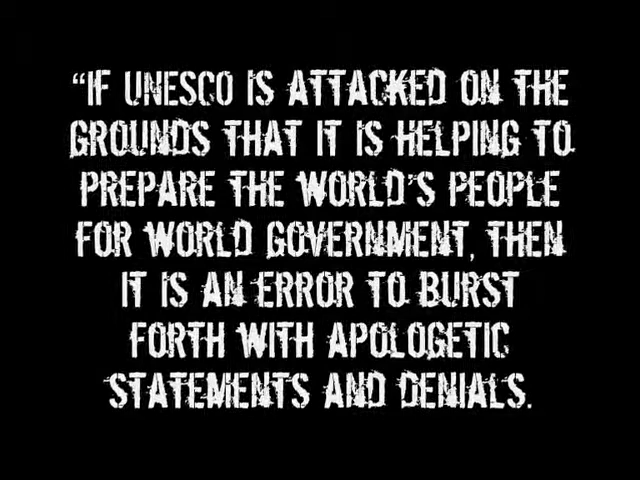 “IF UNESCO IS ATTACKED ON THE
GROUNDS THAT IT IS HELPING TO
PREPARE THE WORLD’S PEOPLE
FOR WORLD GOVERNMENT, THEN
IT IS AN ERROR TO BURST
FORTH WITH APOLOGETIC
STATEMENTS AND DENIALS.